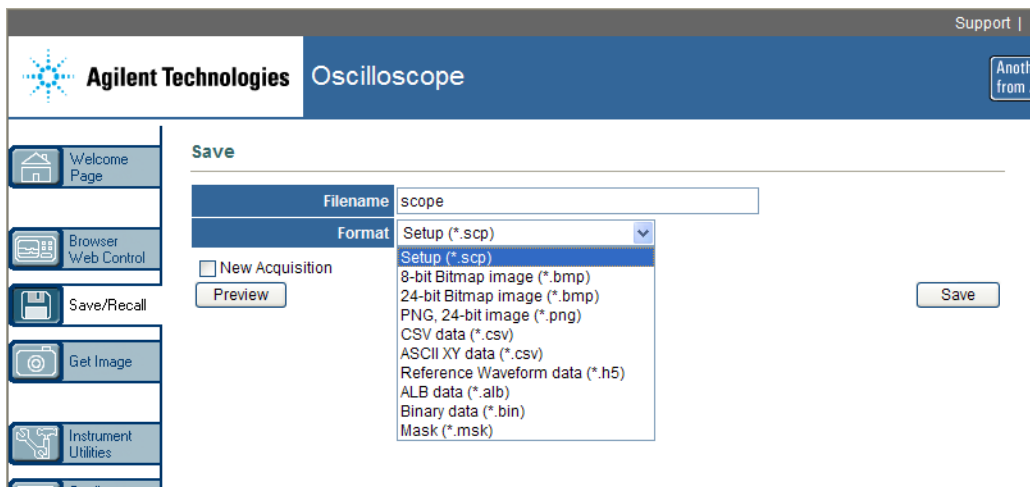 Support |
Agilent Technologies
Oscilloscope
Anoth
from
Welcome
Page
Browser
Web Control
Save/Recall
Get Image
Instrument
Utilities
Save
Filename scope
Format Setup (*.scp)
Setup (*.scp)
8-bit Bitmap image (*.bmp)
24-bit Bitmap image (*.bmp)
PNG, 24-bit image (*.png)
CSV data (*.csv)
ASCII XY data (*.csv)
Reference Waveform data (*.h5)
ALB data (*.alb)
Binary data (*.bin)
Mask (*.msk)
New Acquisition
Preview
Save